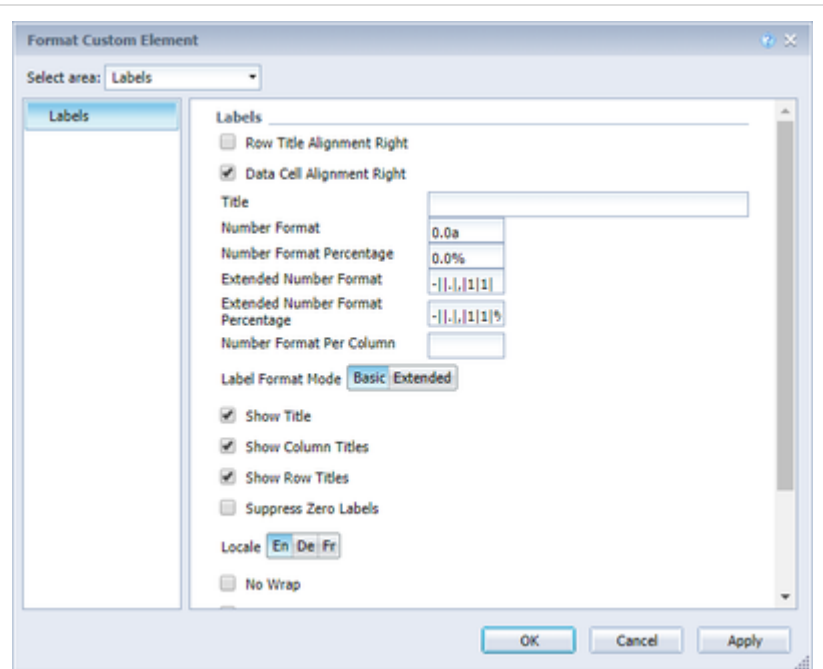 Format Custom Element
Select area: Labels
Labels
Labels
Row Title Alignment Right
Data Cell Alignment Right
Title
Number Format 0.0a
Number Format Percentage 0.0%
Extended Number Format -||.|,|1|1|
Extended Number Format
Percentage -||.|,|1|1|%
Number Format Per Column
Label Format Mode Basic Extended
Show Title
Show Column Titles
Show Row Titles
Suppress Zero Labels
Locale En De Fr
No Wrap
OK Cancel Apply